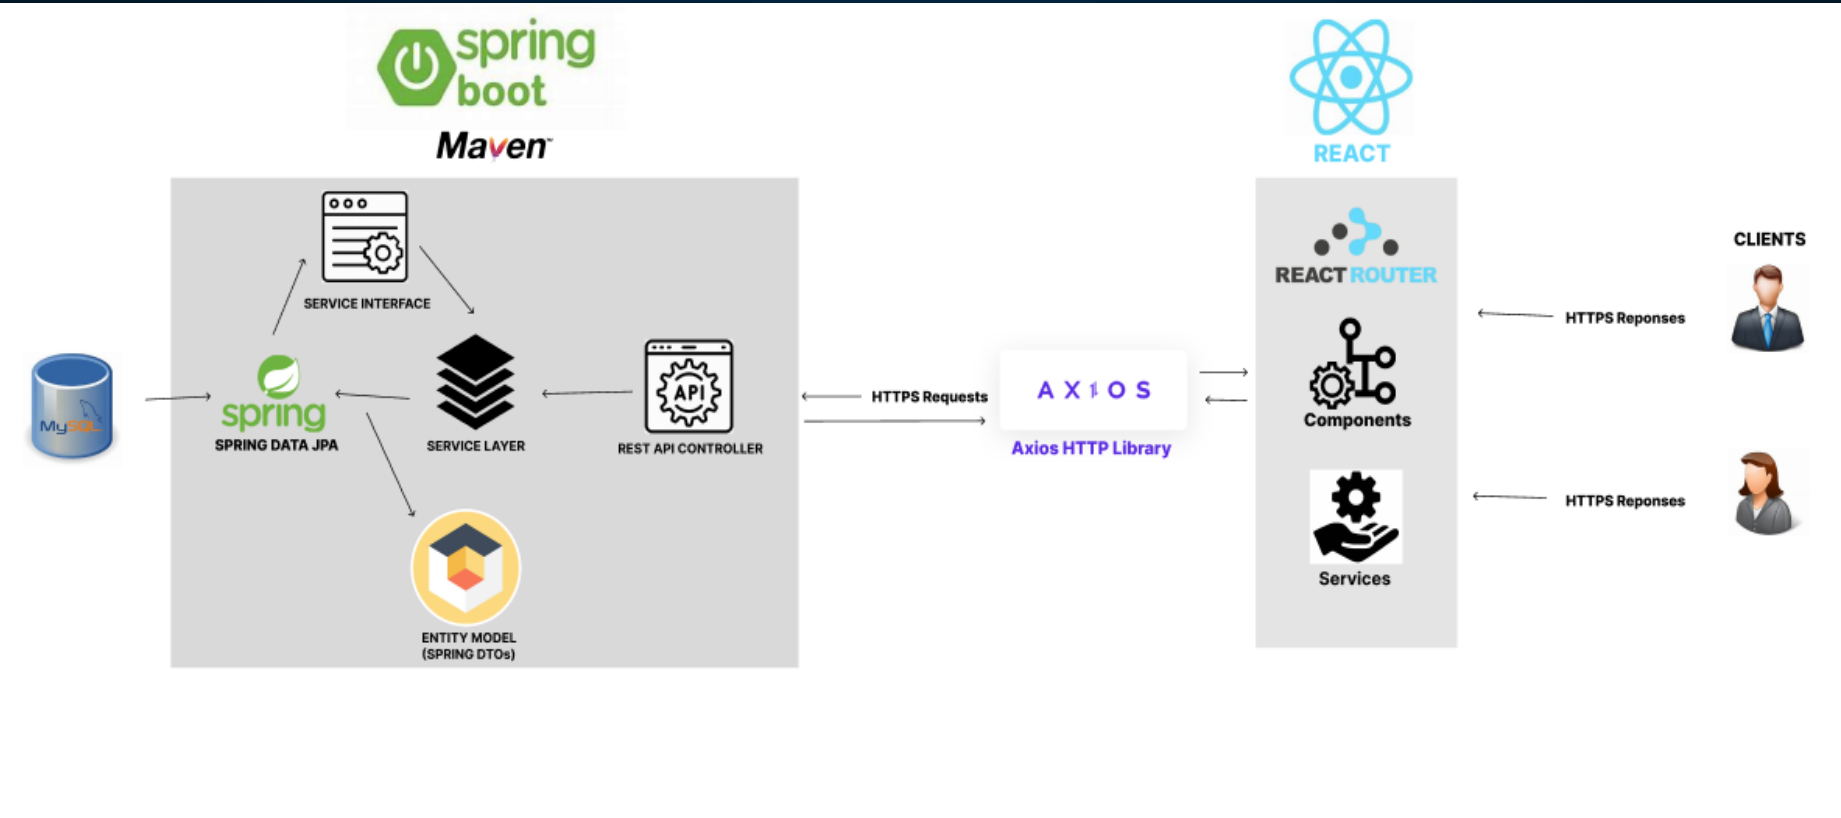 spring
boot
Maven™
REACT
REACT ROUTER
CLIENTS
SERVICE INTERFACE
HTTPS Reponses
MySQL
spring
SPRING DATA JPA
SERVICE LAYER
API
REST API CONTROLLER
HTTPS Requests
AXIOS
Axios HTTP Library
Components
HTTPS Reponses
Services
ENTITY MODEL
(SPRING DTOs)